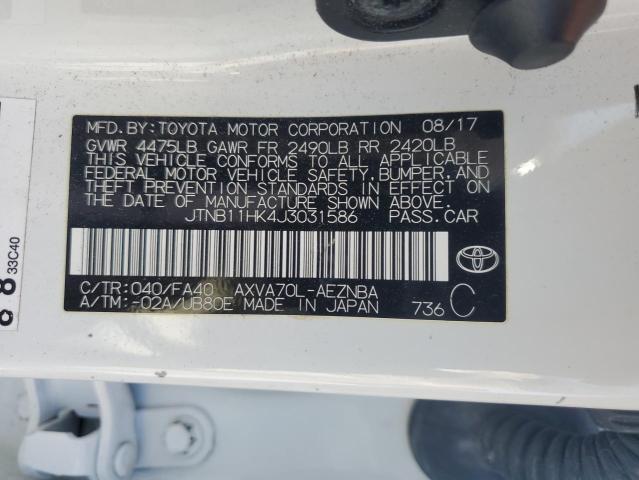 MFD.BY:TOYOTA MOTOR CORPORATION 08/17
GVWR 4475LB GAWR FR 2490LB RR 2420LB
THIS VEHICLE CONFORMS TO ALL APPLICABLE
FEDERAL MOTOR VEHICLE SAFETY,BUMPER,AND
THEFT PREVENTION STANDARDS IN EFFECT ON
THE DATE OF MANUFACTURE SHOWN ABOVE.
JTNB11HK4J3031586 PASS.CAR
C/TR:040/FA40 AXVA70L-AEZNBA
A/TM:-02A/UB80E MADE IN JAPAN 736 C
33C40